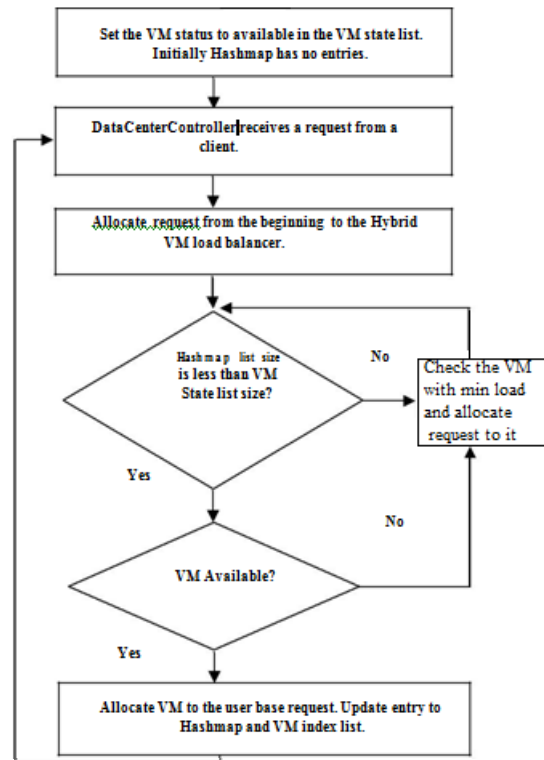 Set the VM status to available in the VM state list.
Initially Hashmap has no entries.
DataCenterController receives a request from a
client.
Allocate request from the beginning to the Hybrid
VM load balancer.
Hashmap list size
is less than VM
State list size?
No
Check the VM
with min load
and allocate
request to it
Yes
No
VM Available?
Yes
Allocate VM to the user base request. Update entry to
Hashmap and VM index list.